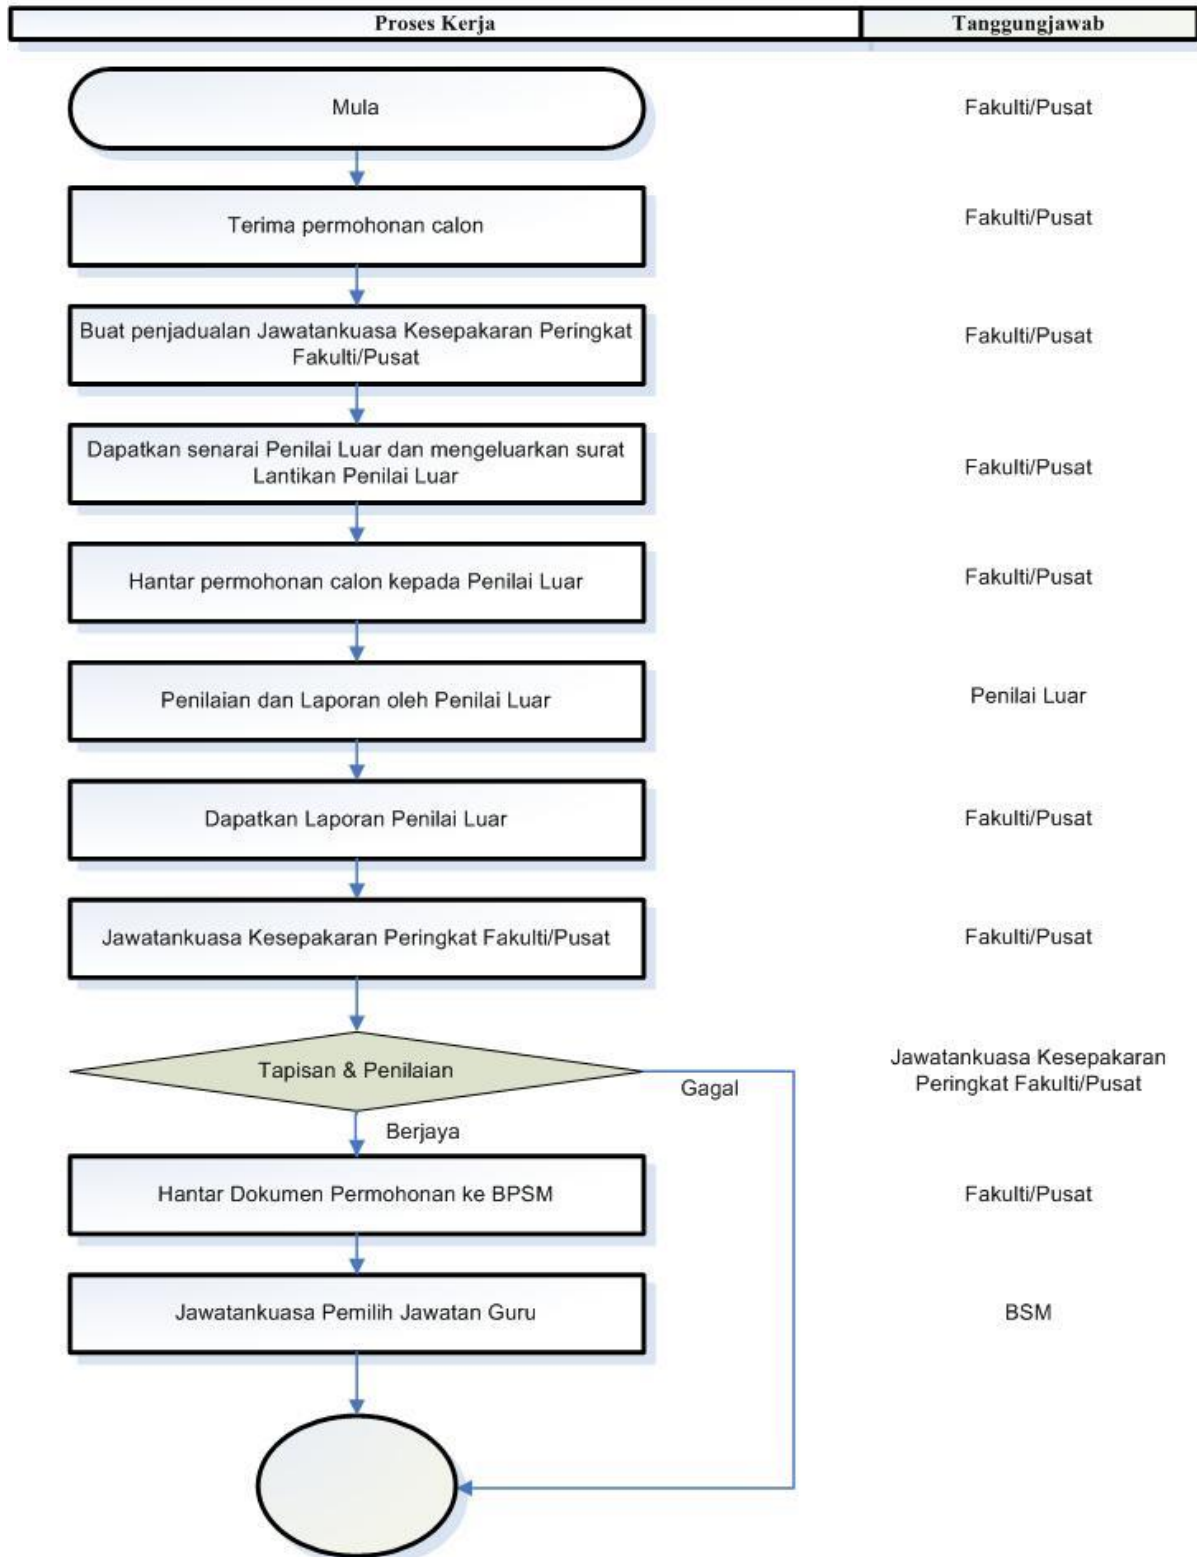 Proses Kerja
Tanggungjawab
Mula
Fakulti/Pusat
Terima permohonan calon
Fakulti/Pusat
Buat penjadualan Jawatankuasa Kesepakaran Peringkat
Fakulti/Pusat
Fakulti/Pusat
Dapatkan senarai Penilai Luar dan mengeluarkan surat
Lantikan Penilai Luar
Fakulti/Pusat
Hantar permohonan calon kepada Penilai Luar
Fakulti/Pusat
Penilaian dan Laporan oleh Penilai Luar
Penilai Luar
Dapatkan Laporan Penilai Luar
Fakulti/Pusat
Jawatankuasa Kesepakaran Peringkat Fakulti/Pusat
Fakulti/Pusat
Tapisan & Penilaian
Jawatankuasa Kesepakaran
Peringkat Fakulti/Pusat
Gagal
Berjaya
Hantar Dokumen Permohonan ke BPSM
Fakulti/Pusat
Jawatankuasa Pemilih Jawatan Guru
BSM